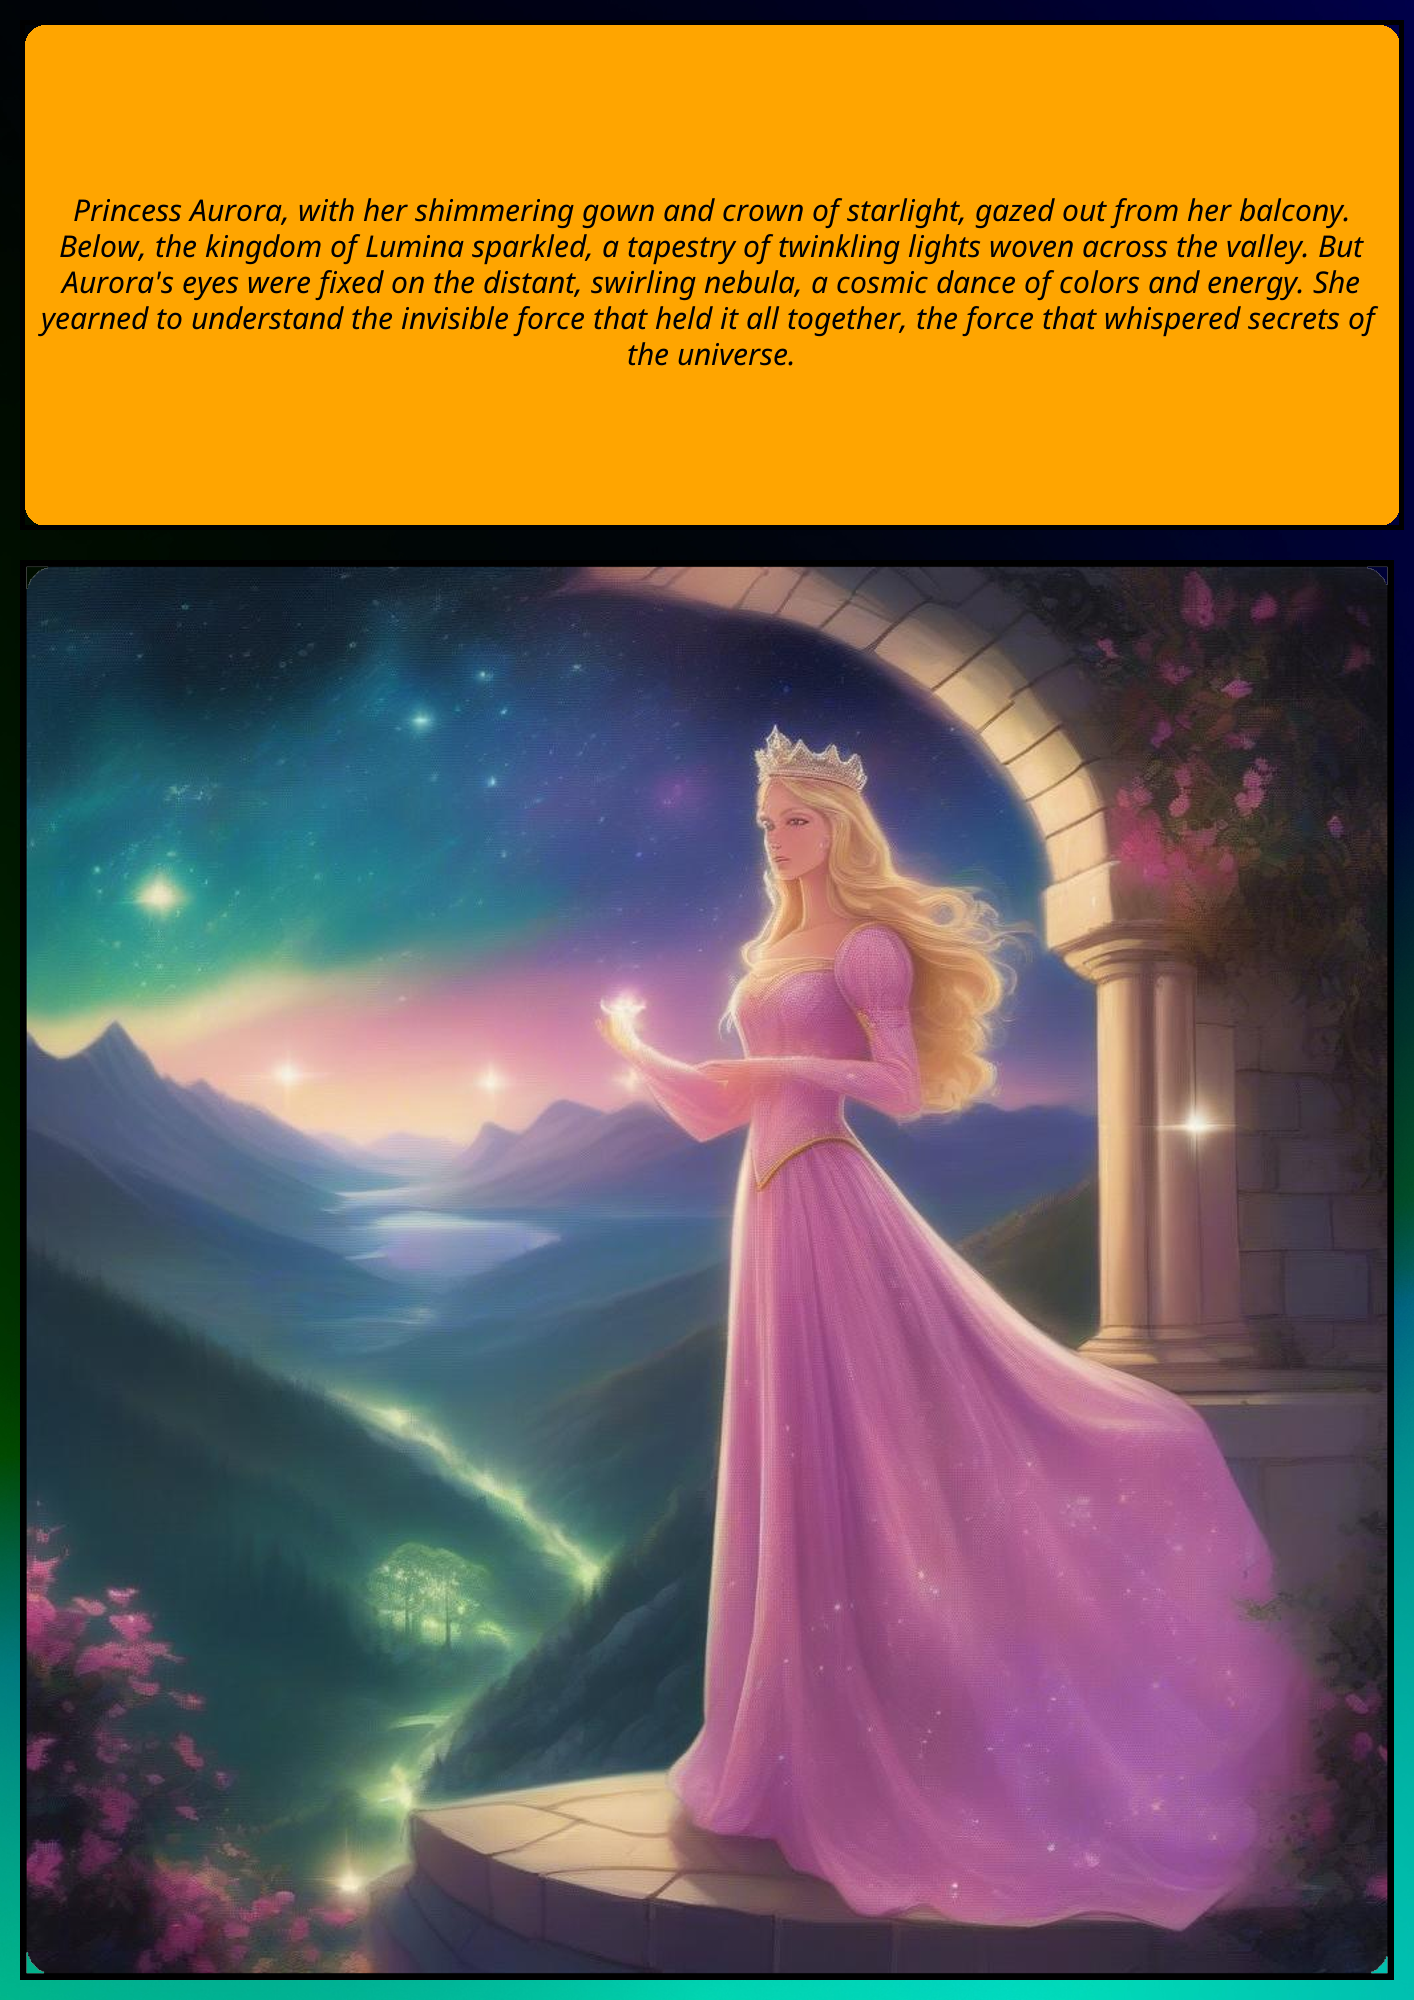 Princess Aurora, with her shimmering gown and crown of starlight, gazed out from her balcony.
Below, the kingdom of Lumina sparkled, a tapestry of twinkling lights woven across the valley. But
Aurora's eyes were fixed on the distant, swirling nebula, a cosmic dance of colors and energy. She
yearned to understand the invisible force that held it all together, the force that whispered secrets of
the universe.